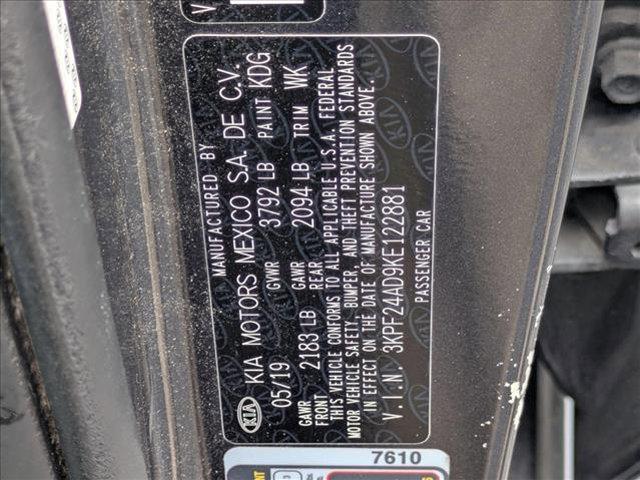 V
MANUFACTURED BY
KIA KIA MOTORS MEXICO S.A. DE C.V.
05/19 GVWR 3792 LB PAINT KDG
GAWR FRONT 2183 LB GAWR REAR 2094 LB TRIM WK
THIS VEHICLE CONFORMS TO ALL APPLICABLE U.S.A. FEDERAL
MOTOR VEHICLE SAFETY, BUMPER, AND THEFT PREVENTION STANDARDS
IN EFFECT ON THE DATE OF MANUFACTURE SHOWN ABOVE.
V.I.N. 3KPF24AD9KE122881
PASSENGER CAR
7610